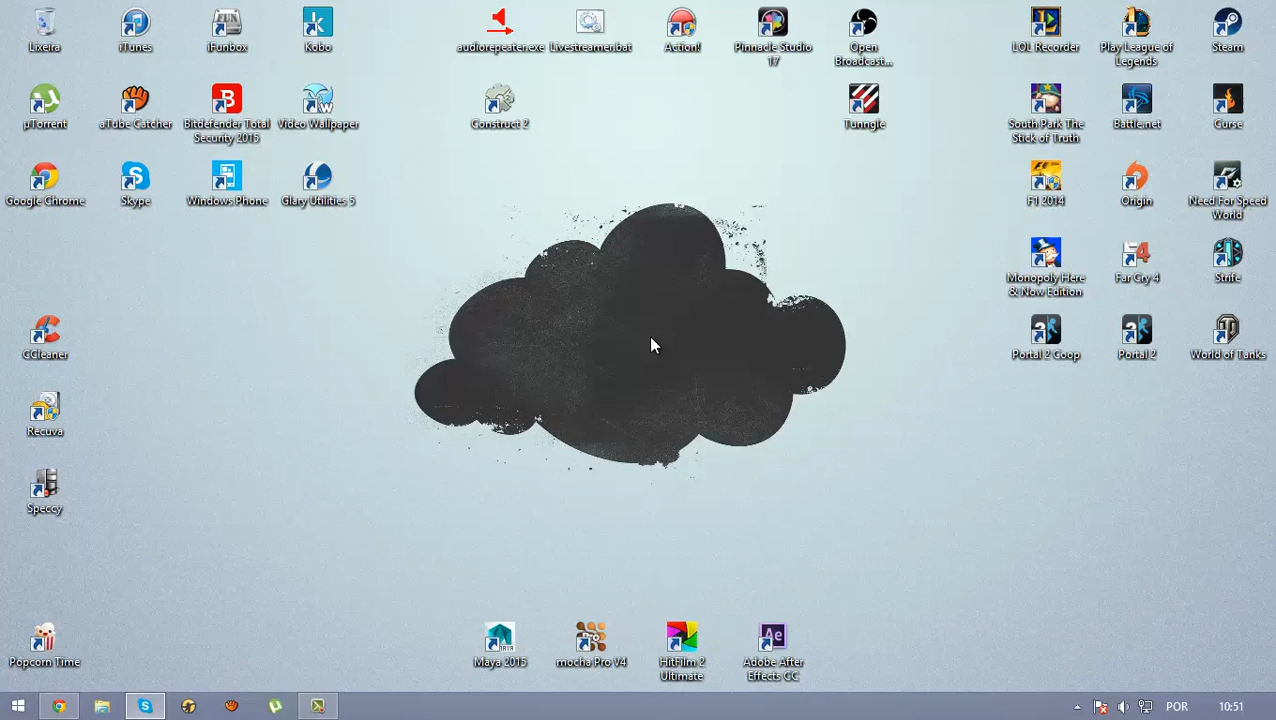 Lixeira
iTunes
iFunbox
Kobo
audiorepeater.exe
Livestreamer.bat
Action!
Pinnacle Studio
17
Open
Broadcast...
LOL Recorder
Play League of
Legends
Steam
µTorrent
aTube Catcher
Bitdefender Total
Security 2015
Video Wallpaper
Construct 2
Tunngle
South Park The
Stick of Truth
Battle.net
Curse
Google Chrome
Skype
Windows Phone
Glary Utilities 5
F1 2014
Origin
Need For Speed
World
Monopoly Here
& Now Edition
Far Cry 4
Strife
CCleaner
Portal 2 Coop
Portal 2
World of Tanks
Recuva
Speccy
Popcorn Time
Maya 2015
mocha Pro V4
HitFilm 2
Ultimate
Adobe After
Effects CC
POR
10:51